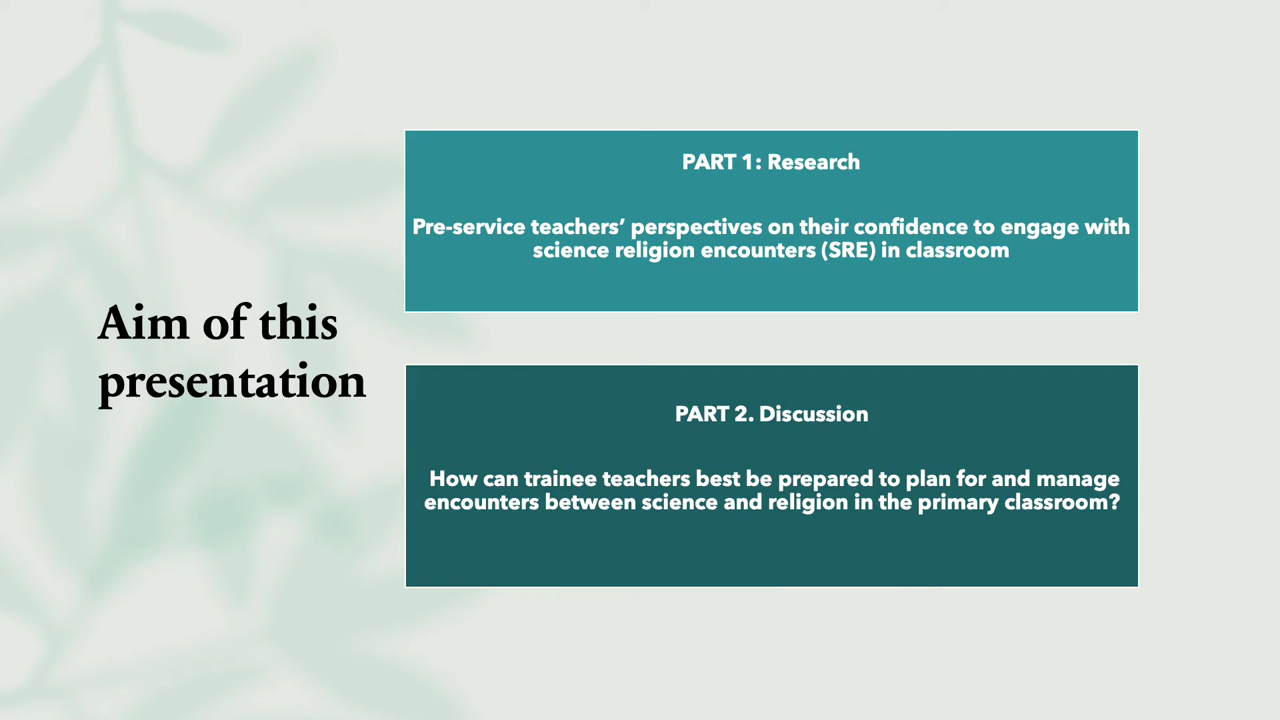 Aim of this
presentation
PART 1: Research
Pre-service teachers’ perspectives on their confidence to engage with
science religion encounters (SRE) in classroom
PART 2. Discussion
How can trainee teachers best be prepared to plan for and manage
encounters between science and religion in the primary classroom?